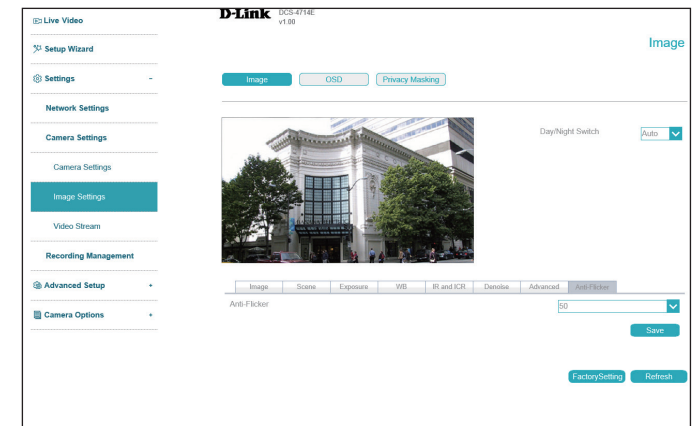 Live Video
Setup Wizard
Settings -
Network Settings
Camera Settings
Camera Settings
Image Settings
Video Stream
Recording Management
Advanced Setup +
Camera Options +
D-Link DCS-4714E
v1.00
Image
Image OSD Privacy Masking
Day/Night Switch Auto
Image Scene Exposure WB IR and ICR Denoise Advanced Anti-Flicker
Anti-Flicker 50
Save
FactorySetting Refresh